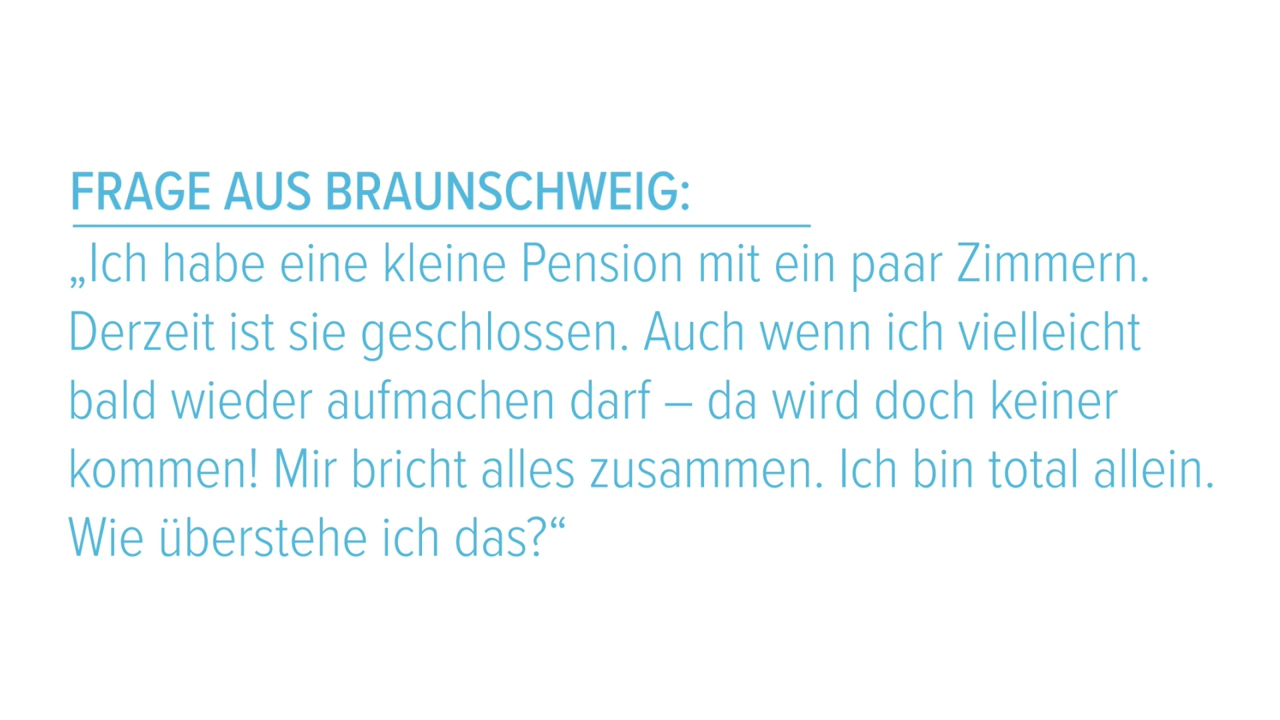 FRAGE AUS BRAUNSCHWEIG:
„Ich habe eine kleine Pension mit ein paar Zimmern.
Derzeit ist sie geschlossen. Auch wenn ich vielleicht
bald wieder aufmachen darf – da wird doch keiner
kommen! Mir bricht alles zusammen. Ich bin total allein.
Wie überstehe ich das?“